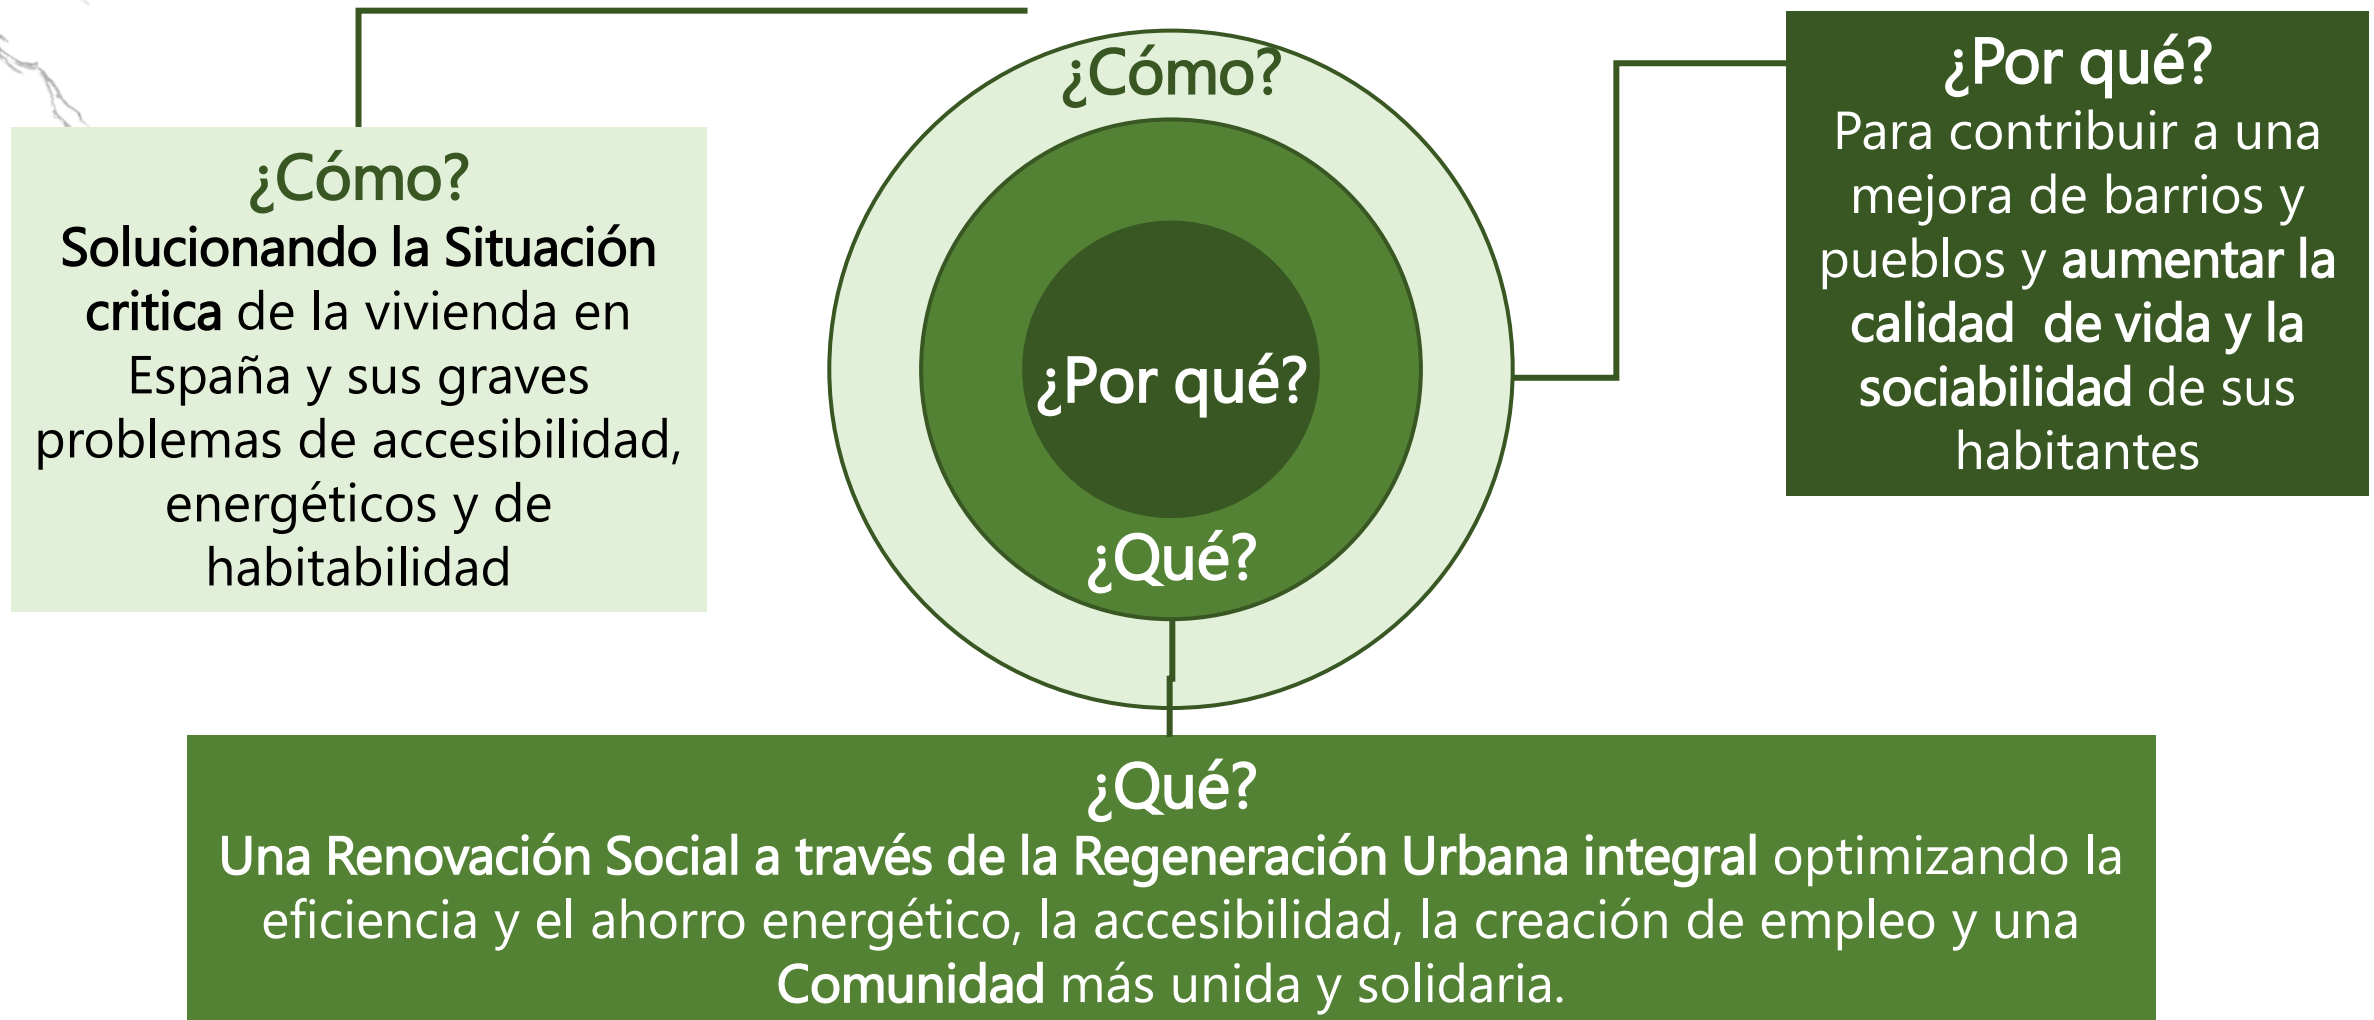 ¿Cómo?
Solucionando la Situación
critica de la vivienda en
España y sus graves
problemas de accesibilidad,
energéticos y de
habitabilidad
¿Cómo?
¿Por qué?
¿Qué?
¿Por qué?
Para contribuir a una
mejora de barrios y
pueblos y aumentar la
calidad  de vida y la
sociabilidad de sus
habitantes
¿Qué?
Una Renovación Social a través de la Regeneración Urbana integral optimizando la
eficiencia y el ahorro energético, la accesibilidad, la creación de empleo y una
Comunidad más unida y solidaria.